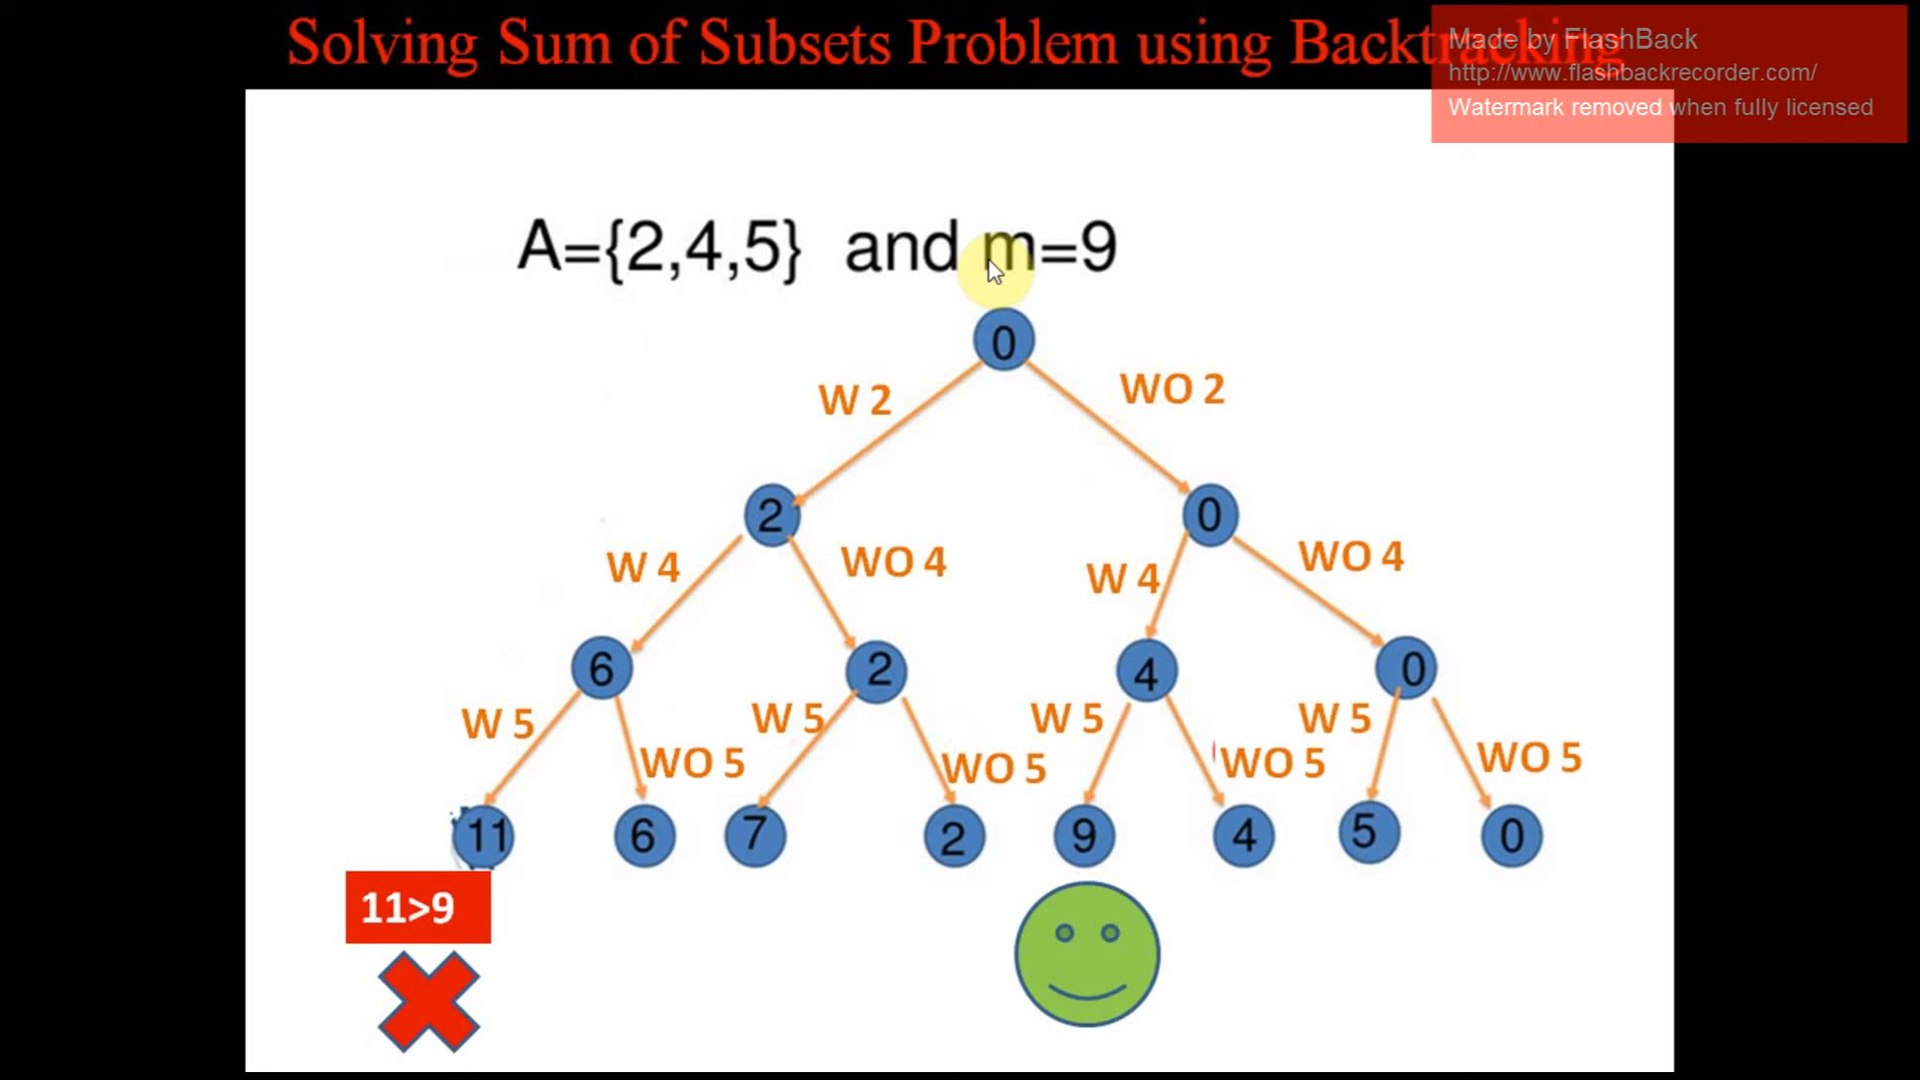 Solving Sum of Subsets Problem using Backtracking
Made by FlashBack
http://www.flashbackrecorder.com/
Watermark removed when fully licensed
A={2,4,5} and m=9
0
W 2
WO 2
2
0
W 4
WO 4
W 4
WO 4
6
2
4
0
W 5
WO 5
W 5
WO 5
W 5
WO 5
W 5
WO 5
11
6
7
2
9
4
5
0
11>9